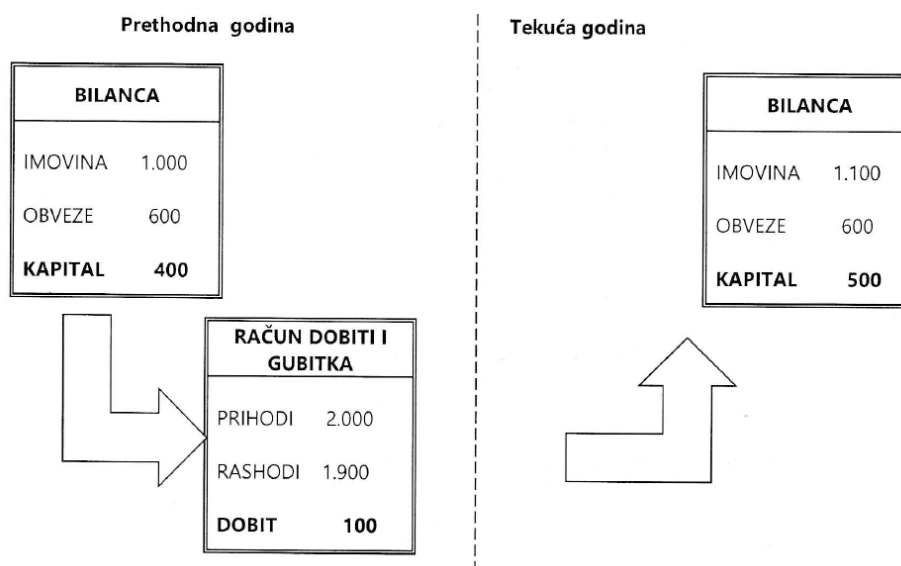 Prethodna godina
Tekuća godina
BILANCA
IMOVINA 1.000
OBVEZE 600
KAPITAL 400
RAČUN DOBITI I
GUBITKA
PRIHODI 2.000
RASHODI 1.900
DOBIT 100
BILANCA
IMOVINA 1.100
OBVEZE 600
KAPITAL 500